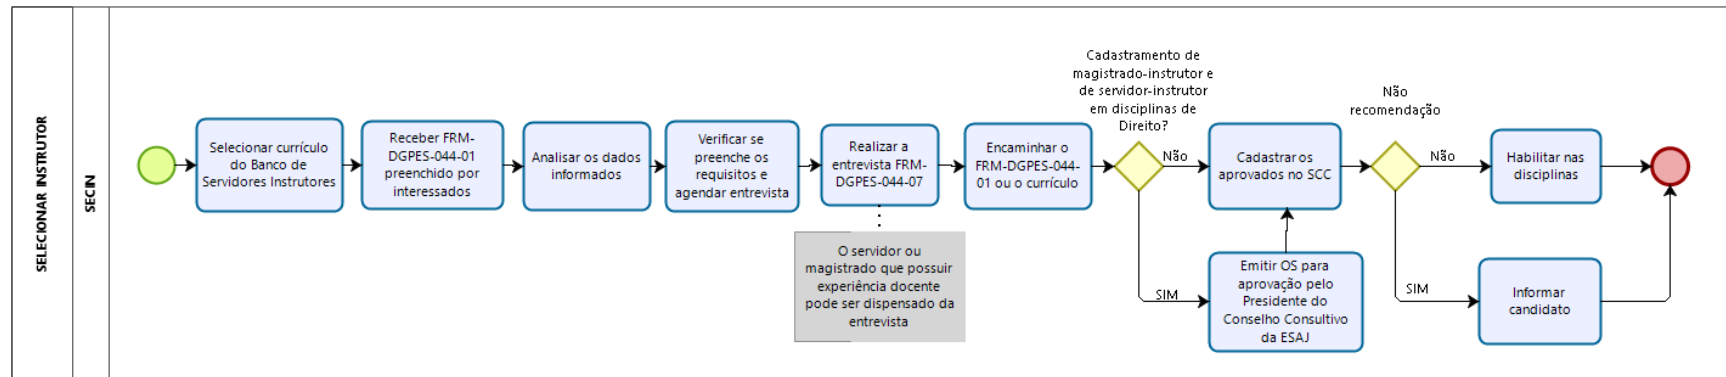 SELECIONAR INSTRUTOR
SECIN
Selecionar currículo
do Banco de
Servidores Instrutores
Receber FRM-
DGPES-044-01
preenchido por
interessados
Analisar os dados
informados
Verificar se
preenche os
requisitos e
agendar entrevista
Realizar a
entrevista FRM-
DGPES-044-07
O servidor ou
magistrado que possuir
experiência docente
pode ser dispensado da
entrevista
Encaminhar o
FRM-DGPES-044-
01 ou o currículo
Cadastramento de
magistrado-instrutor e
de servidor-instrutor
em disciplinas de
Direito?
Não
SIM
Cadastrar os
aprovados no SCC
Emitir OS para
aprovação pelo
Presidente do
Conselho Consultivo
da ESAJ
Não
recomendação
Não
SIM
Habilitar nas
disciplinas
Informar
candidato